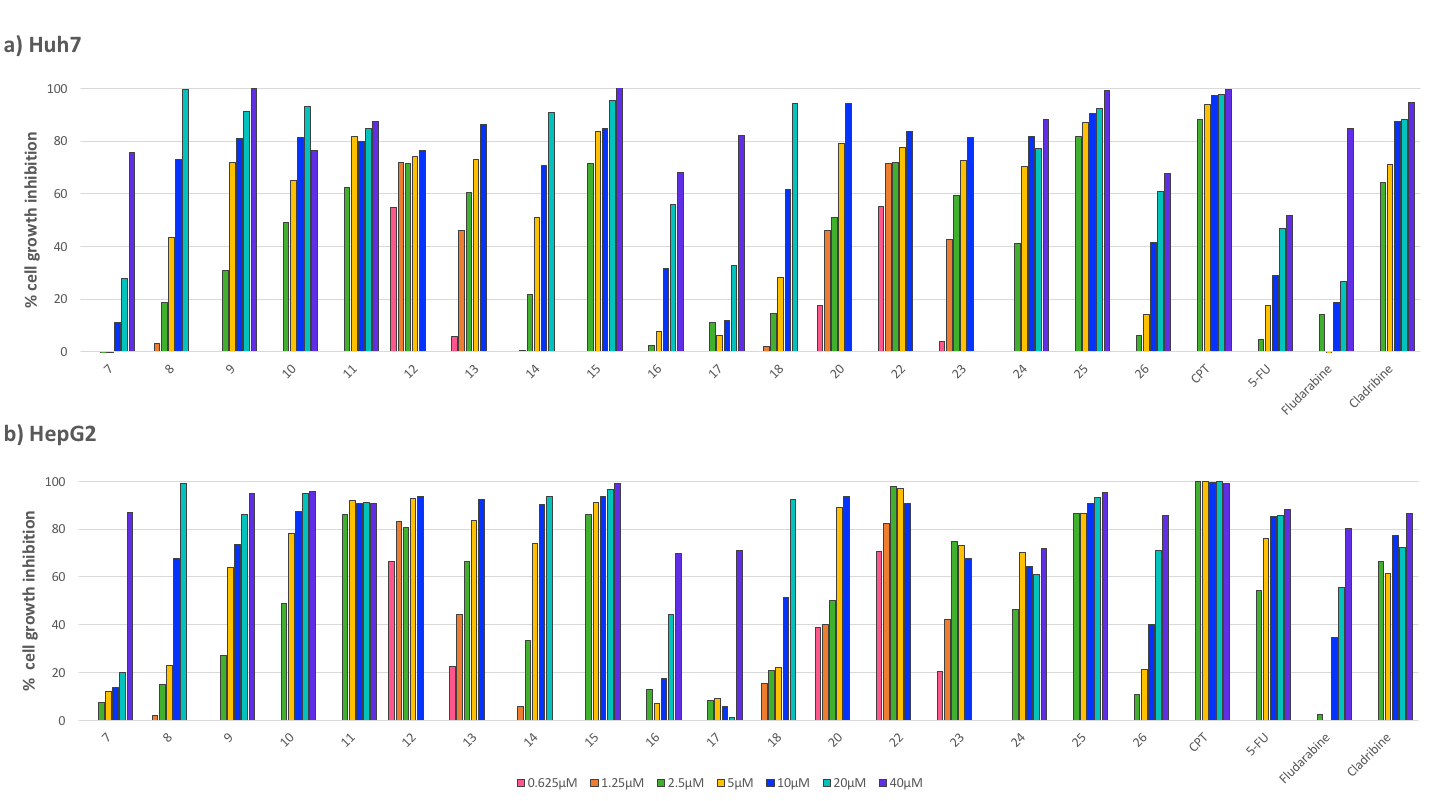 a) Huh7
% cell growth inhibition
100
80
60
40
20
0
7 8 9 10 11 12 13 14 15 16 17 18 20 22 23 24 25 26 CPT 5-FU Fludarabine Cladribine
b) HepG2
% cell growth inhibition
100
80
60
40
20
0
7 8 9 10 11 12 13 14 15 16 17 18 20 22 23 24 25 26 CPT 5-FU Fludarabine Cladribine
0.625µM 1.25µM 2.5µM 5µM 10µM 20µM 40µM